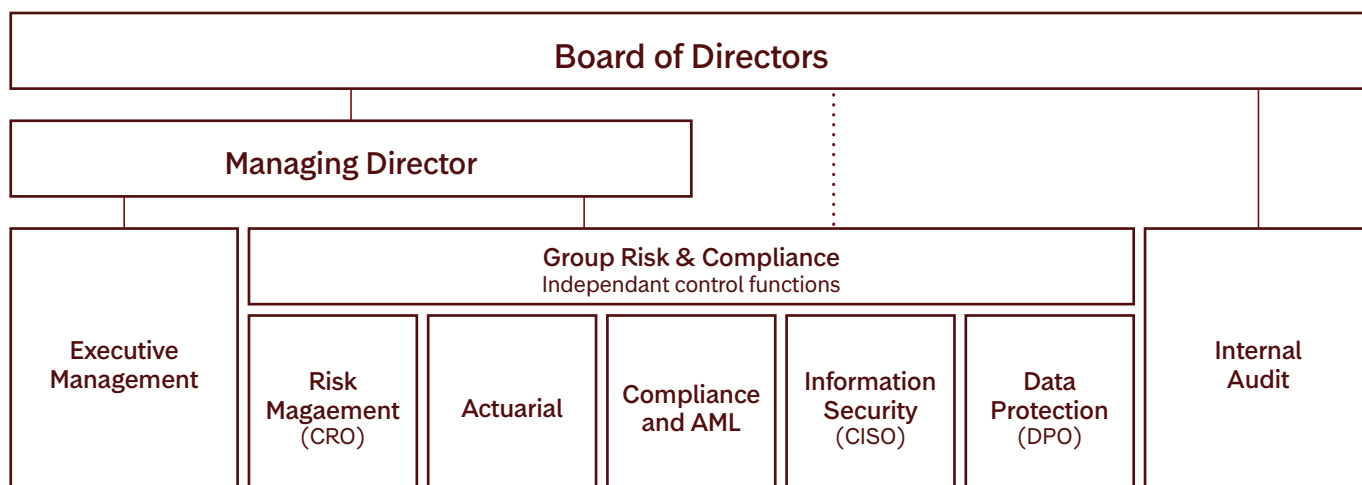 Board of Directors
Managing Director
Group Risk & Compliance
Independant control functions
Executive
Management
Risk
Magaement
(CRO)
Actuarial
Compliance
and AML
Information
Security
(CISO)
Data
Protection
(DPO)
Internal
Audit